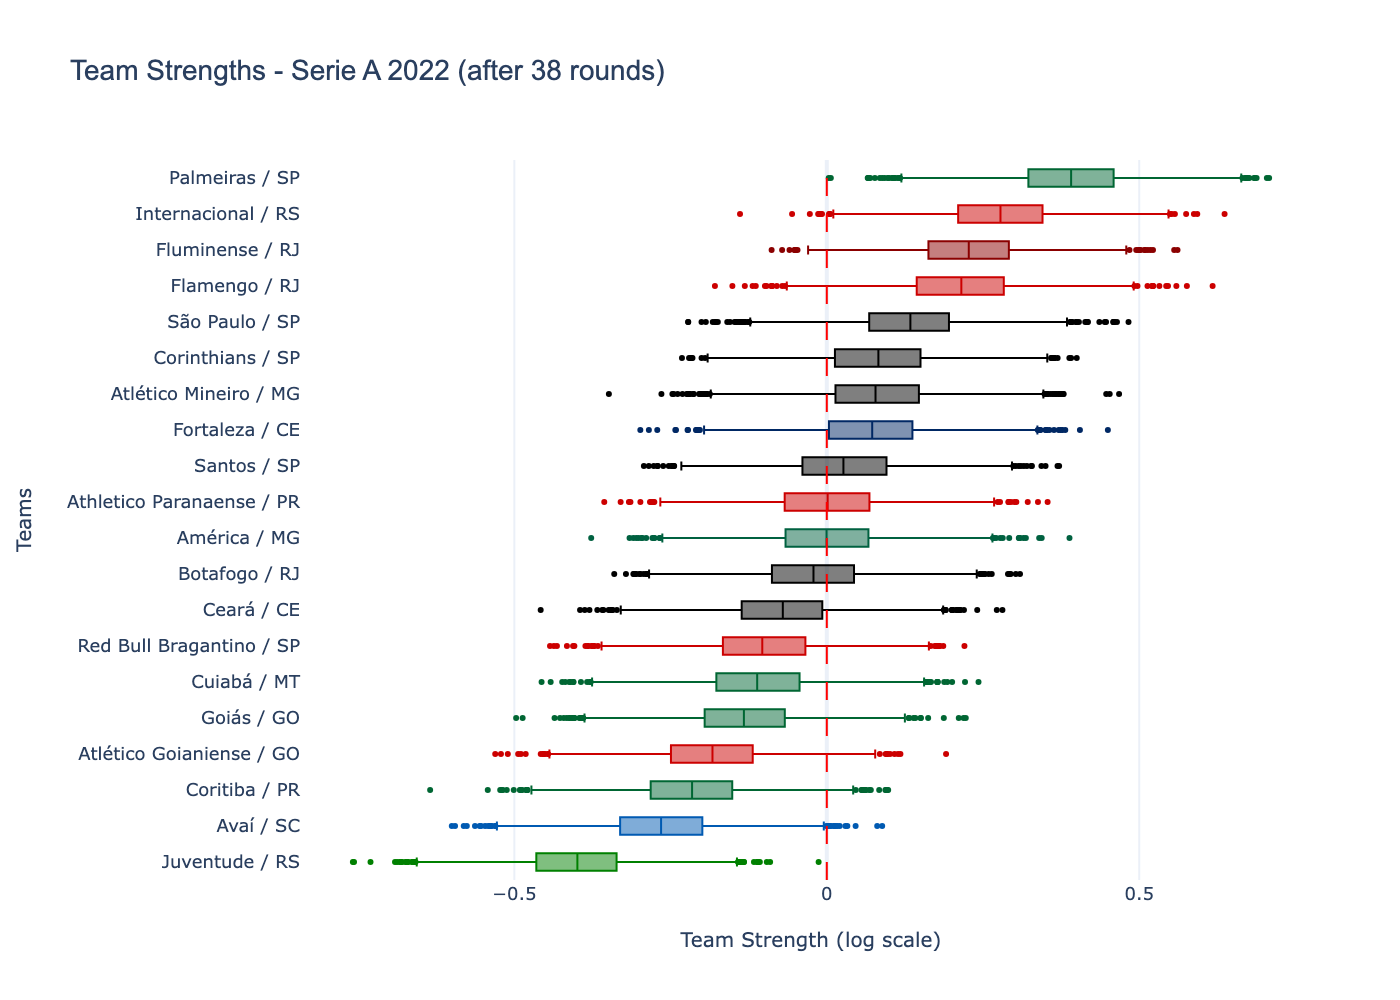 Team Strengths - Serie A 2022 (after 38 rounds)
Palmeiras / SP
Internacional / RS
Fluminense / RJ
Flamengo / RJ
São Paulo / SP
Corinthians / SP
Atlético Mineiro / MG
Fortaleza / CE
Santos / SP
Athletico Paranaense / PR
América / MG
Botafogo / RJ
Ceará / CE
Red Bull Bragantino / SP
Cuiabá / MT
Goiás / GO
Atlético Goianiense / GO
Coritiba / PR
Avaí / SC
Juventude / RS
Teams
−0.5 0 0.5
Team Strength (log scale)